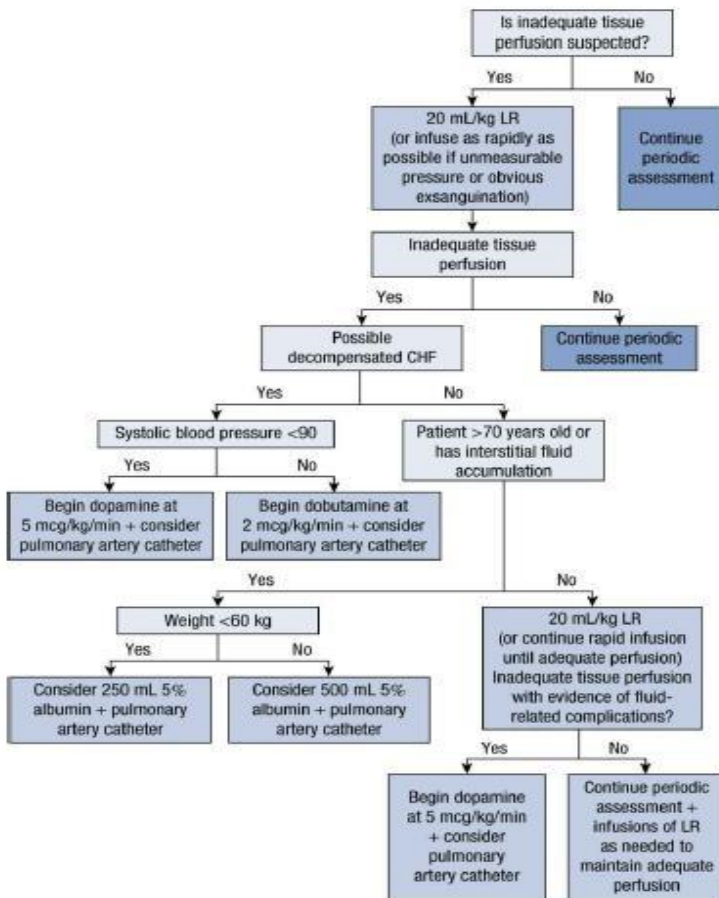 Is inadequate tissue
perfusion suspected?
Yes
No
20 mL/kg LR
(or infuse as rapidly as
possible if unmeasurable
pressure or obvious
exsanguination)
Continue
periodic
assessment
Inadequate tissue
perfusion
Yes
No
Possible
decompensated CHF
Continue periodic
assessment
Yes
No
Systolic blood pressure <90
Patient >70 years old or
has interstitial fluid
accumulation
Yes
No
Begin dopamine at
5 mcg/kg/min + consider
pulmonary artery catheter
Begin dobutamine at
2 mcg/kg/min + consider
pulmonary artery catheter
Yes
No
Weight <60 kg
20 mL/kg LR
(or continue rapid infusion
until adequate perfusion)
Inadequate tissue perfusion
with evidence of fluid-
related complications?
Yes
No
Consider 250 mL 5%
albumin + pulmonary
artery catheter
Consider 500 mL 5%
albumin + pulmonary
artery catheter
Yes
No
Begin dopamine
at 5 mcg/kg/min
+ consider
pulmonary
artery catheter
Continue periodic
assessment +
infusions of LR
as needed to
maintain adequate
perfusion